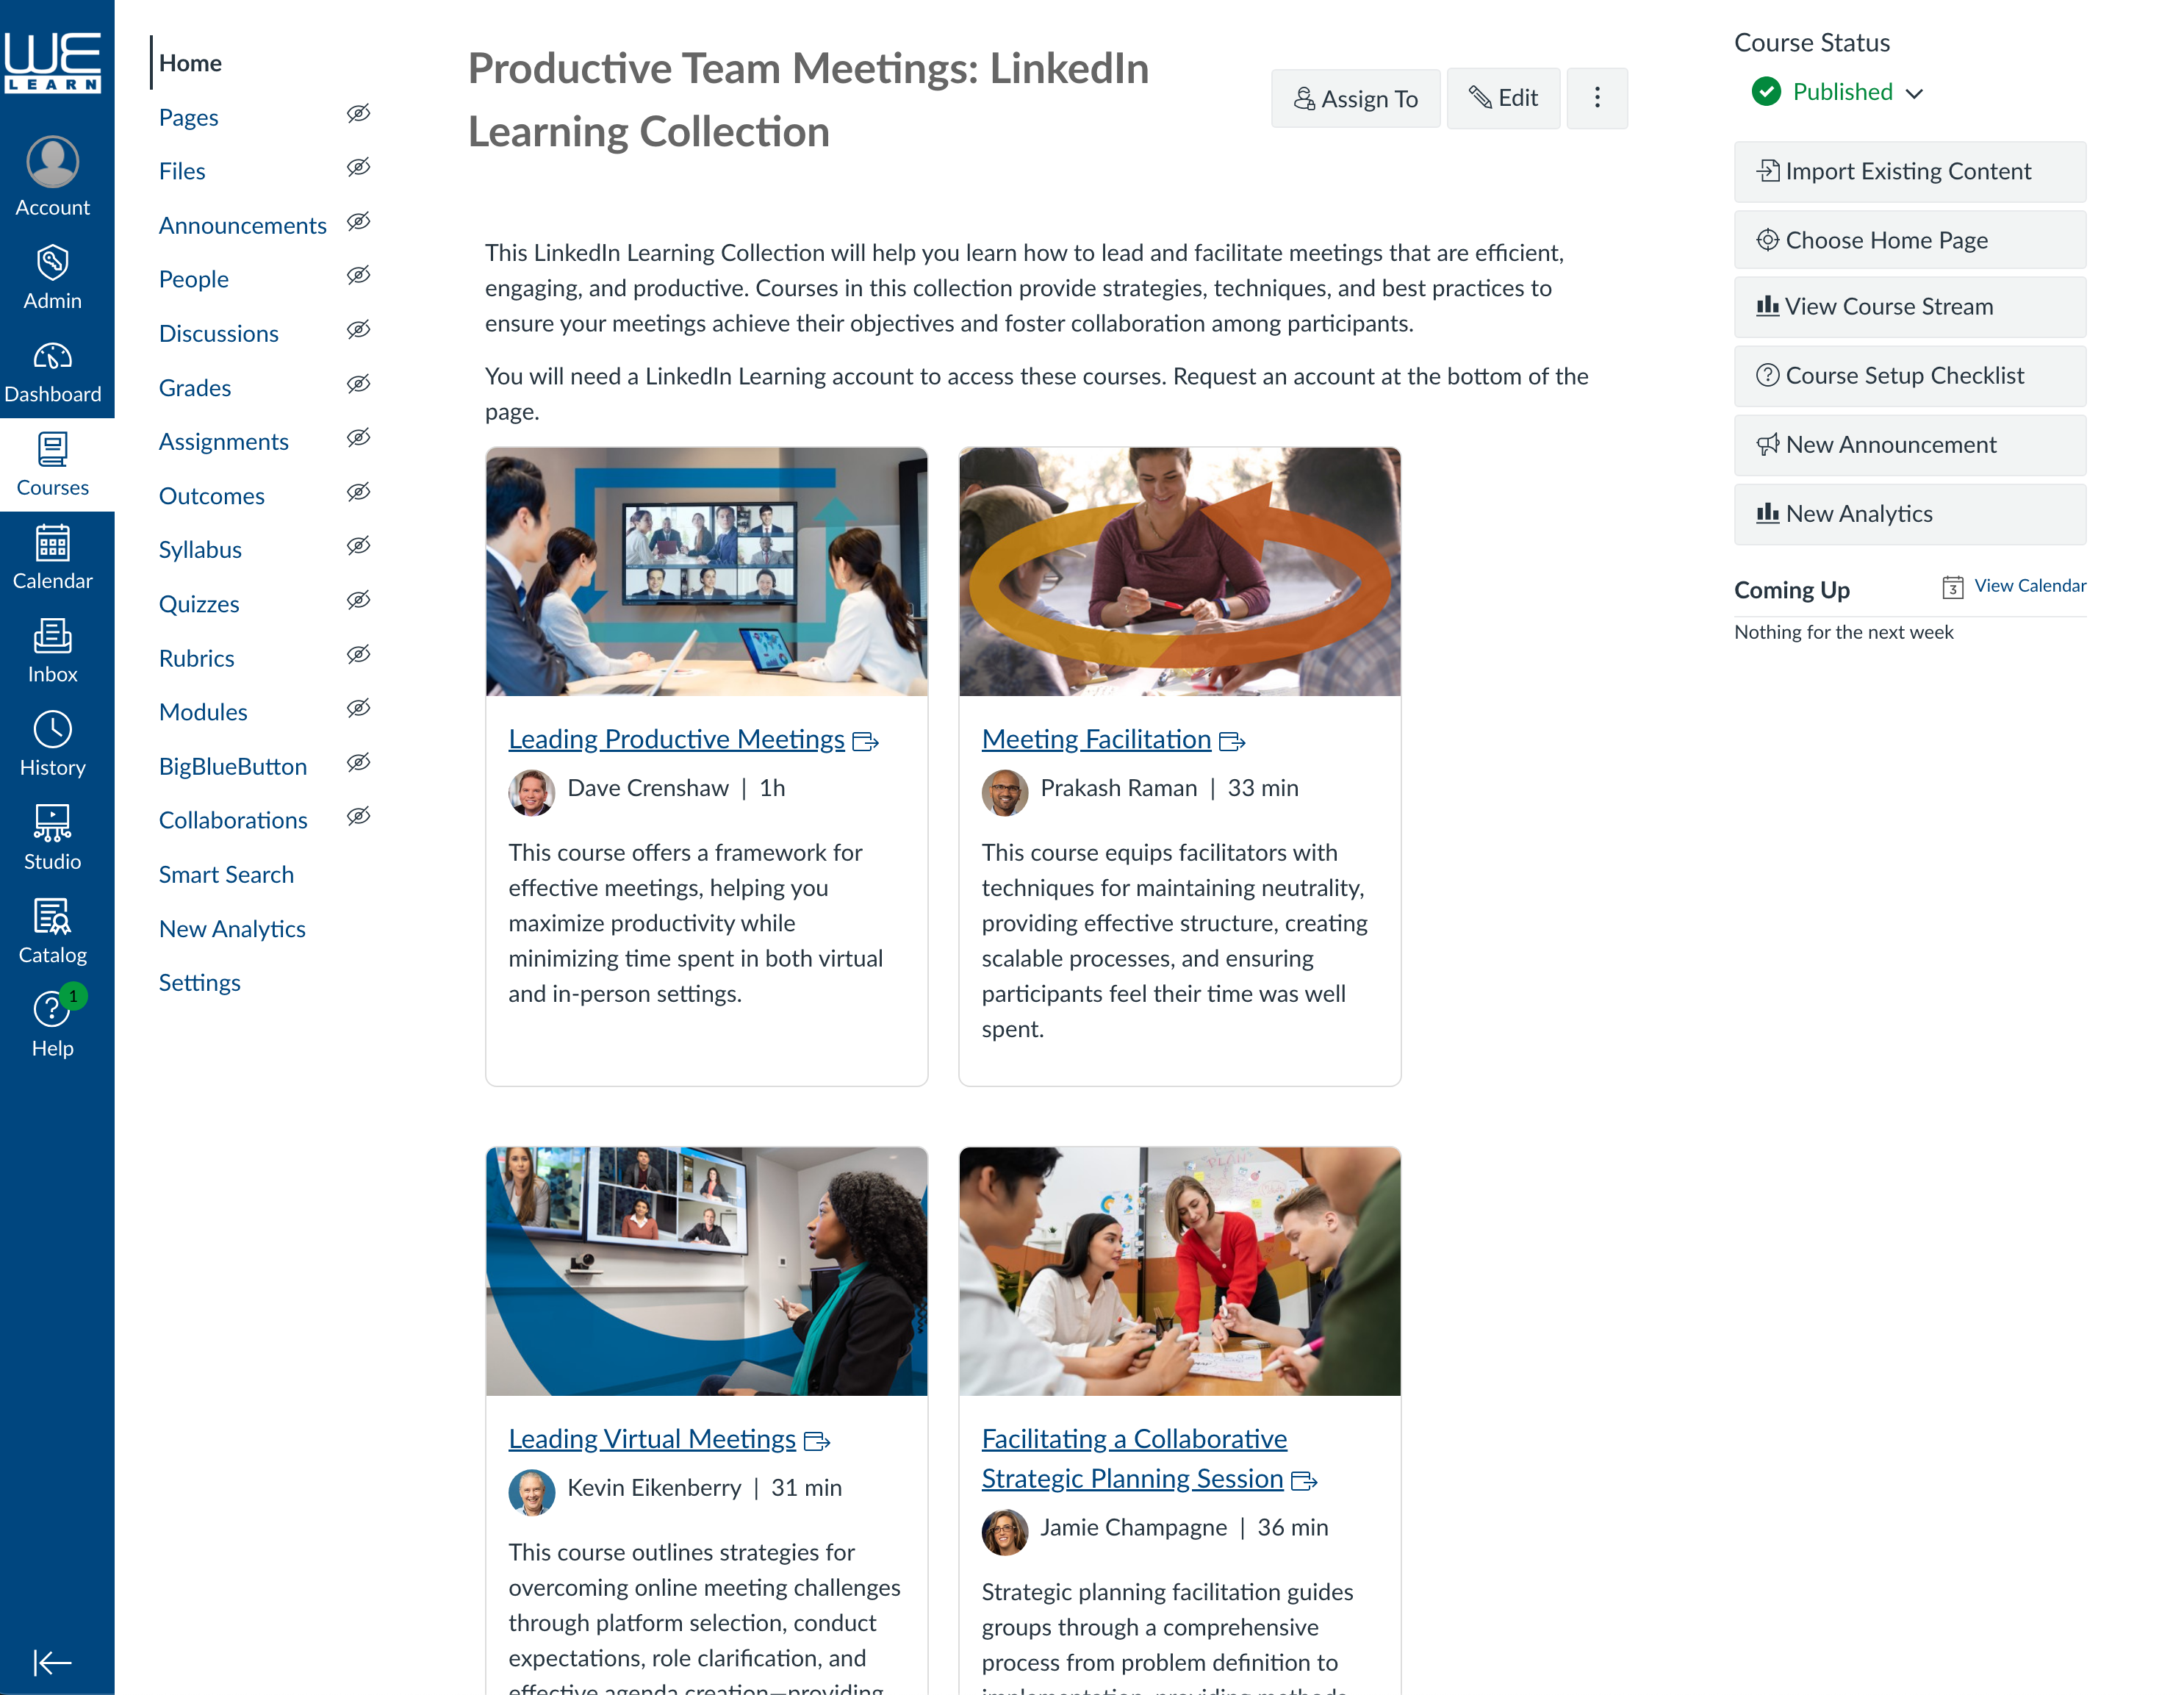 WE
LEARN
Account
Admin
Dashboard
Courses
Calendar
Inbox
History
Studio
Catalog
1
Help
Home
Pages
Files
Announcements
People
Discussions
Grades
Assignments
Outcomes
Syllabus
Quizzes
Rubrics
Modules
BigBlueButton
Collaborations
Smart Search
New Analytics
Settings
Productive Team Meetings: LinkedIn
Learning Collection
Assign To
Edit
This LinkedIn Learning Collection will help you learn how to lead and facilitate meetings that are efficient,
engaging, and productive. Courses in this collection provide strategies, techniques, and best practices to
ensure your meetings achieve their objectives and foster collaboration among participants.
You will need a LinkedIn Learning account to access these courses. Request an account at the bottom of the
page.
Leading Productive Meetings
Dave Crenshaw | 1h
This course offers a framework for
effective meetings, helping you
maximize productivity while
minimizing time spent in both virtual
and in-person settings.
Meeting Facilitation
Prakash Raman | 33 min
This course equips facilitators with
techniques for maintaining neutrality,
providing effective structure, creating
scalable processes, and ensuring
participants feel their time was well
spent.
PLAN
Leading Virtual Meetings
Kevin Eikenberry | 31 min
This course outlines strategies for
overcoming online meeting challenges
through platform selection, conduct
expectations, role clarification, and
effective agenda creation—providing
Facilitating a Collaborative
Strategic Planning Session
Jamie Champagne | 36 min
Strategic planning facilitation guides
groups through a comprehensive
process from problem definition to
implementation, providing methods
Course Status
Published
Import Existing Content
Choose Home Page
View Course Stream
Course Setup Checklist
New Announcement
New Analytics
Coming Up
3
View Calendar
Nothing for the next week